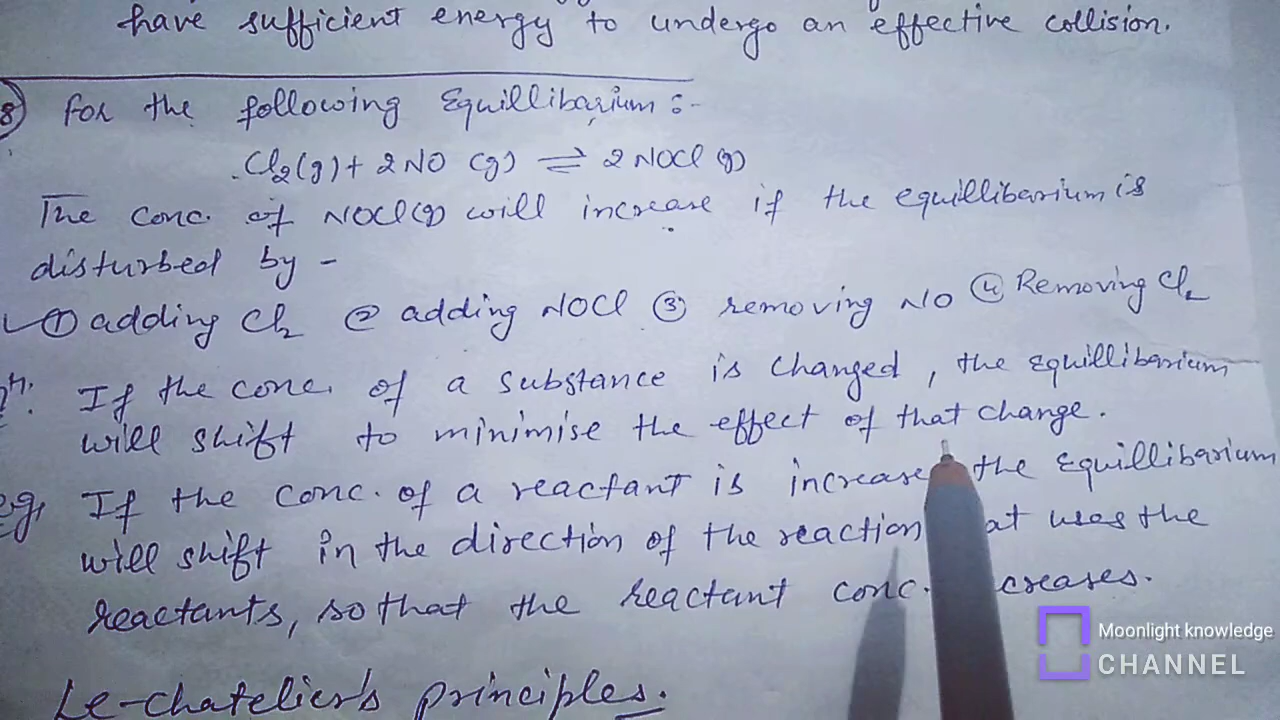 have sufficient energy to undergo an effective collision.
8) for the following Equillibarium :-
Cl2(g) + 2NO (g) ⇌ 2NOCl (g)
The conc. of NOCl(g) will increase if the equillibarium is
disturbed by -
① adding Cl2 ② adding NOCl ③ removing NO ④ Removing Cl2
If the conc. of a substance is changed, the equillibarium
will shift to minimise the effect of that change.
eg, If the conc. of a reactant is increase the Equillibarium
will shift in the direction of the reaction uses the
reactants, so that the reactant conc.
Le-chatelier's principles.
Moonlight knowledge
CHANNEL